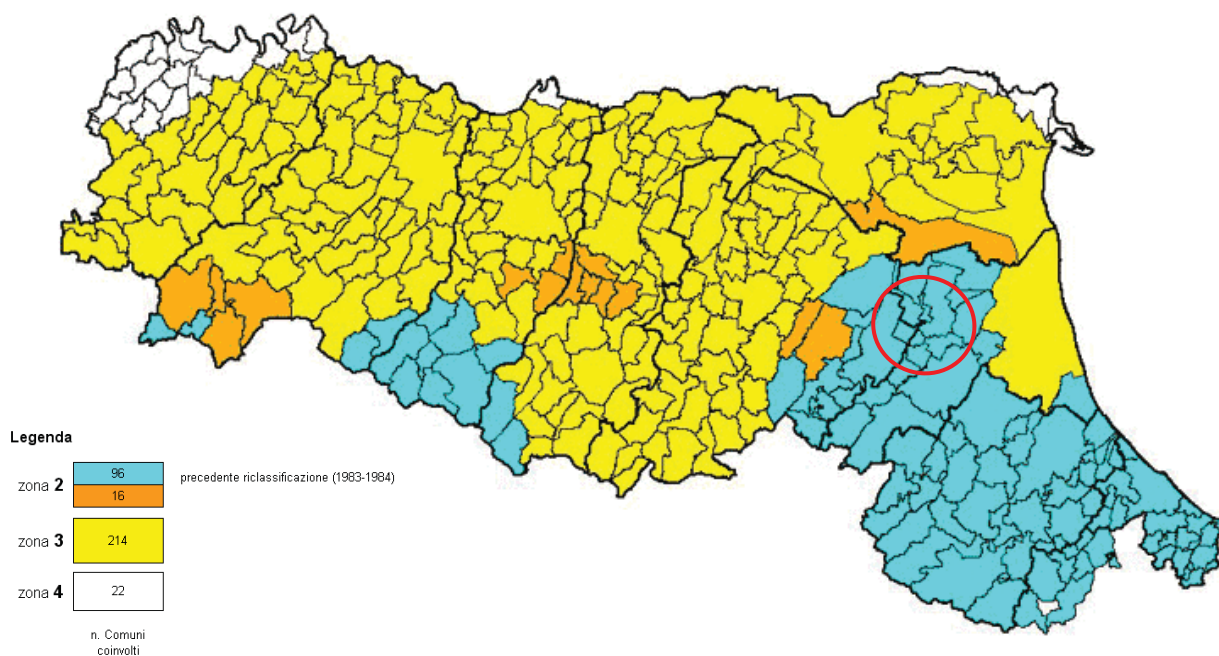 Legenda
zona 2
96
precedente riclassificazione (1983-1984)
16
zona 3
214
zona 4
22
n. Comuni
coinvolti